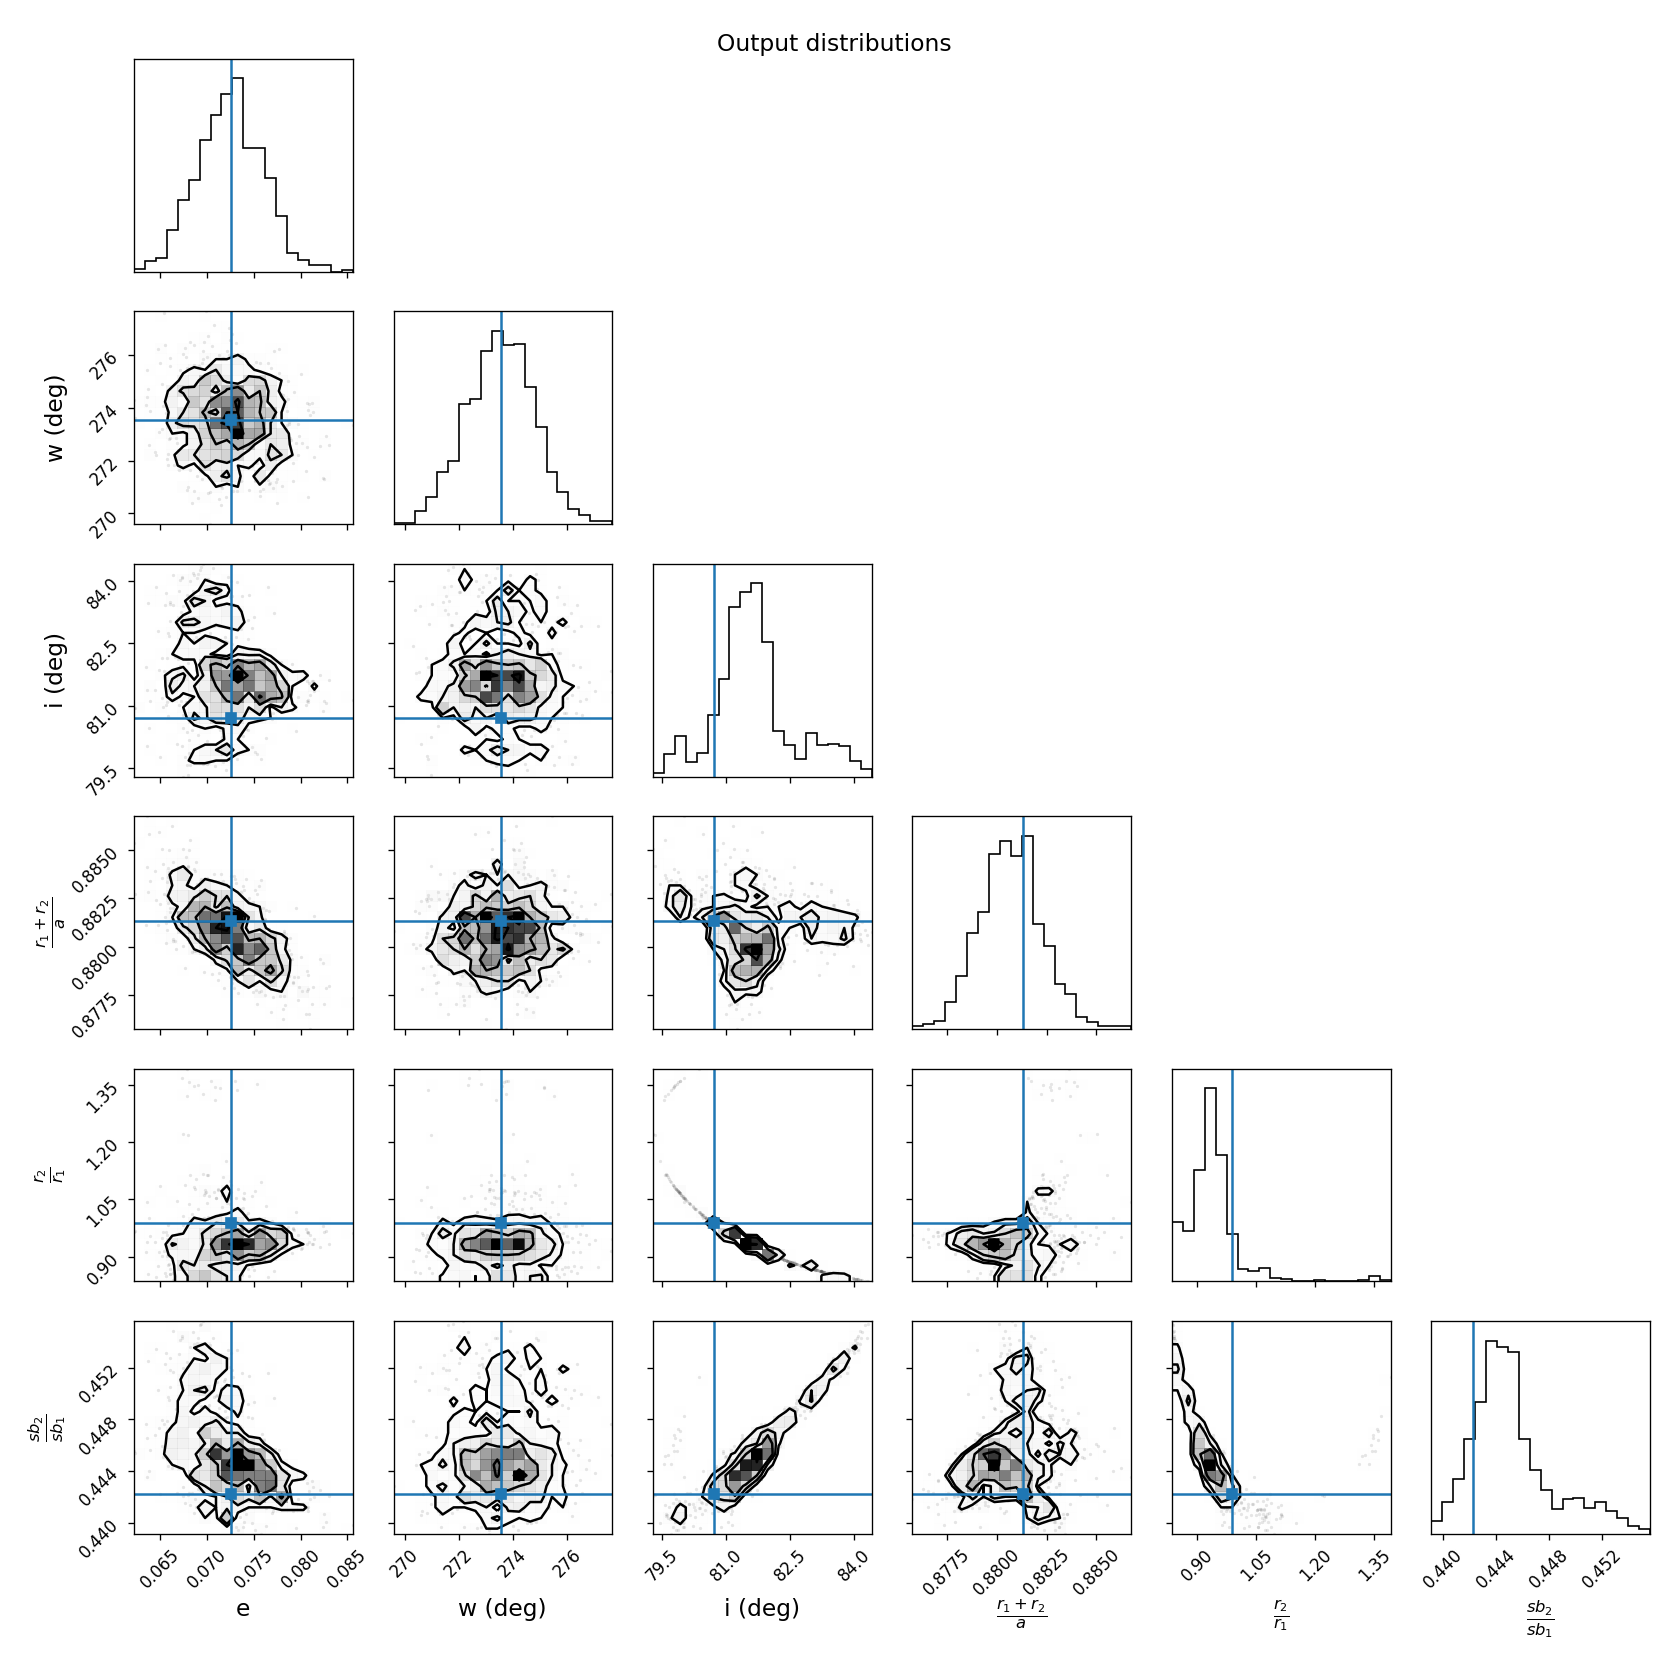 Output distributions
276
274
272
270
w (deg)
84.0
82.5
81.0
79.5
i (deg)
0.8850
0.8825
0.8800
0.8775
r₁ + r₂
a
1.35
1.20
1.05
0.90
r₂
r₁
0.452
0.448
0.444
0.440
sb₂
sb₁
0.065 0.070 0.075 0.080 0.085
270 272 274 276
79.5 81.0 82.5 84.0
0.8775 0.8800 0.8825 0.8850
0.90 1.05 1.20 1.35
0.440 0.444 0.448 0.452
e
w (deg)
i (deg)
r₁ + r₂
a
r₂
r₁
sb₂
sb₁